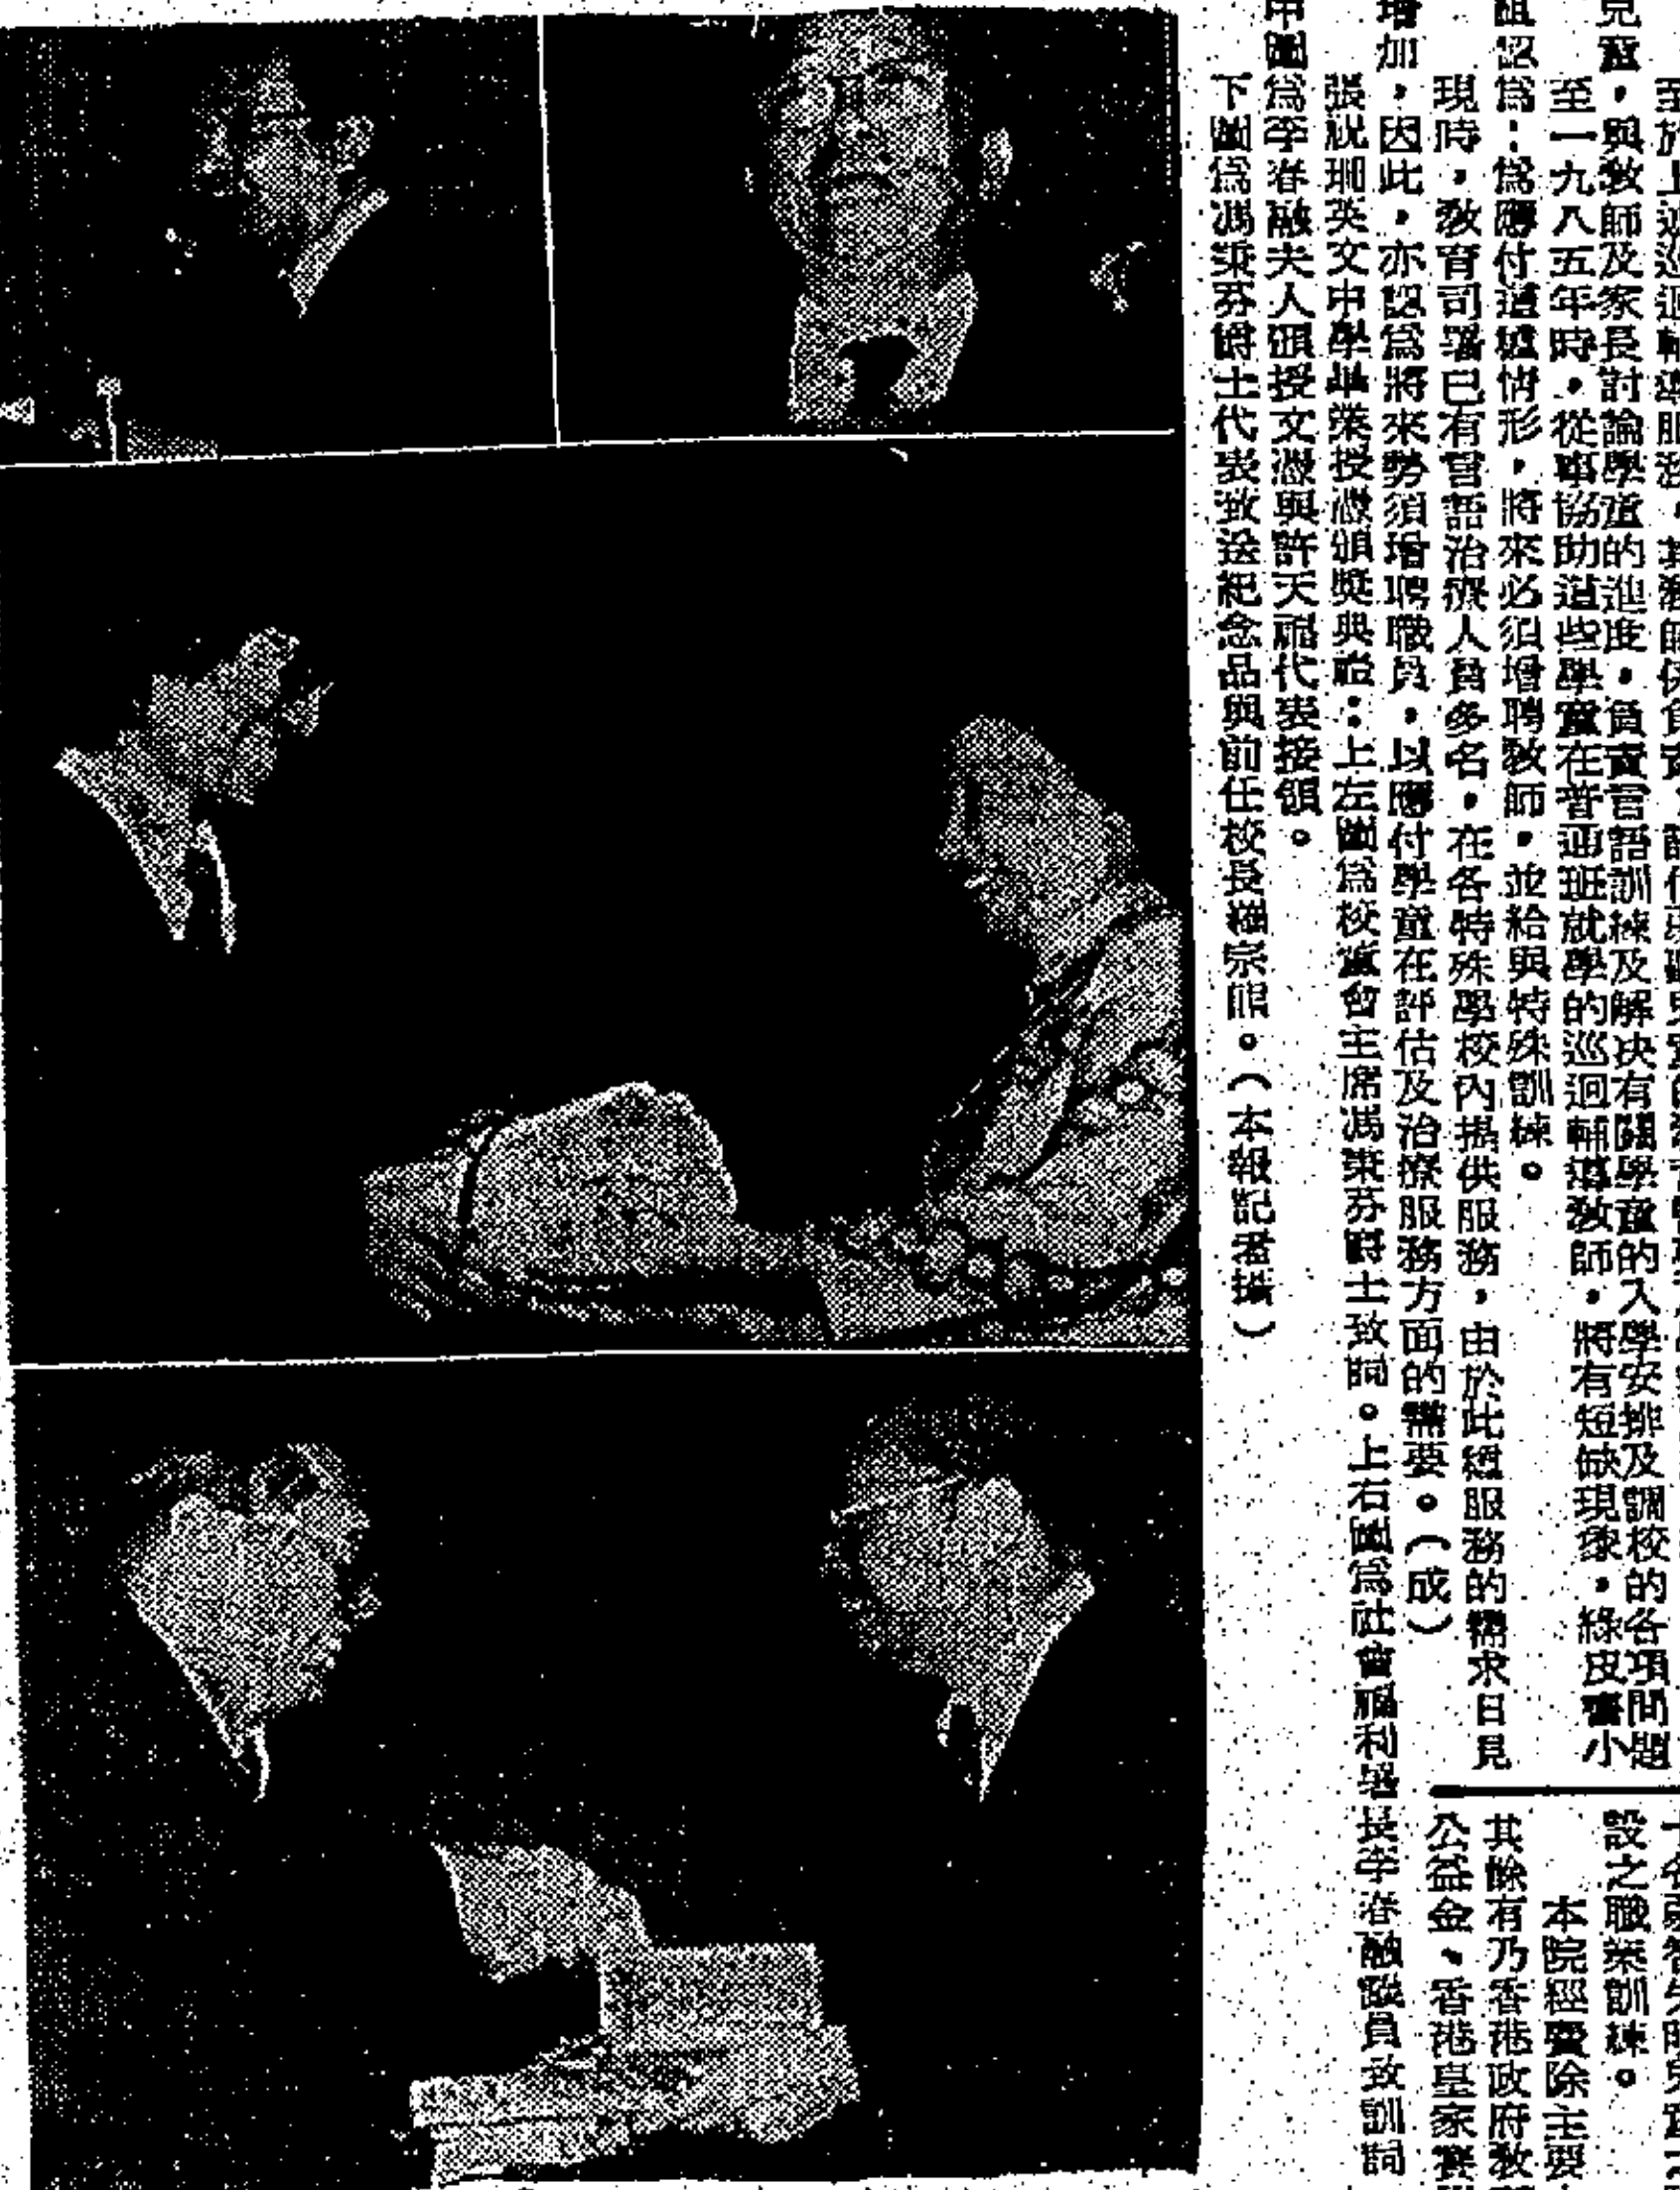 兒童，與教師及家長討論學童的進度，負責言語訓練及解决有關學童的入學安排及調校的各項問題
至一九八五年時，從事協助這些學童在普通班就學的巡迴輔導教師，將有短缺現象，綠皮書小
組認爲：爲應付這樣情形，將來必須增聘教師，並給與特殊訓練。
現時，教育司署已有言語治療人員多名，在各特殊學校內提供服務，由於此種服務的需求日見
增加，因此，亦認爲將來勢須增聘職員，以應付學童在評估及治療服務方面的需要。（成）
張祝珊英文中學畢業授憑頒獎典禮：上左圖爲校董會主席馮秉芬爵士致詞。上右圖爲社會福利署長李春融議員致訓詞
中圖爲李春融夫人頒授文憑與許天福代表接領。
下圖爲馮秉芬爵士代表致送紀念品與前任校長 宗 。（本報記者攝）
設之職業訓練。
本院經費除主要
其餘有乃香港政府教
公益金、香港皇家賽